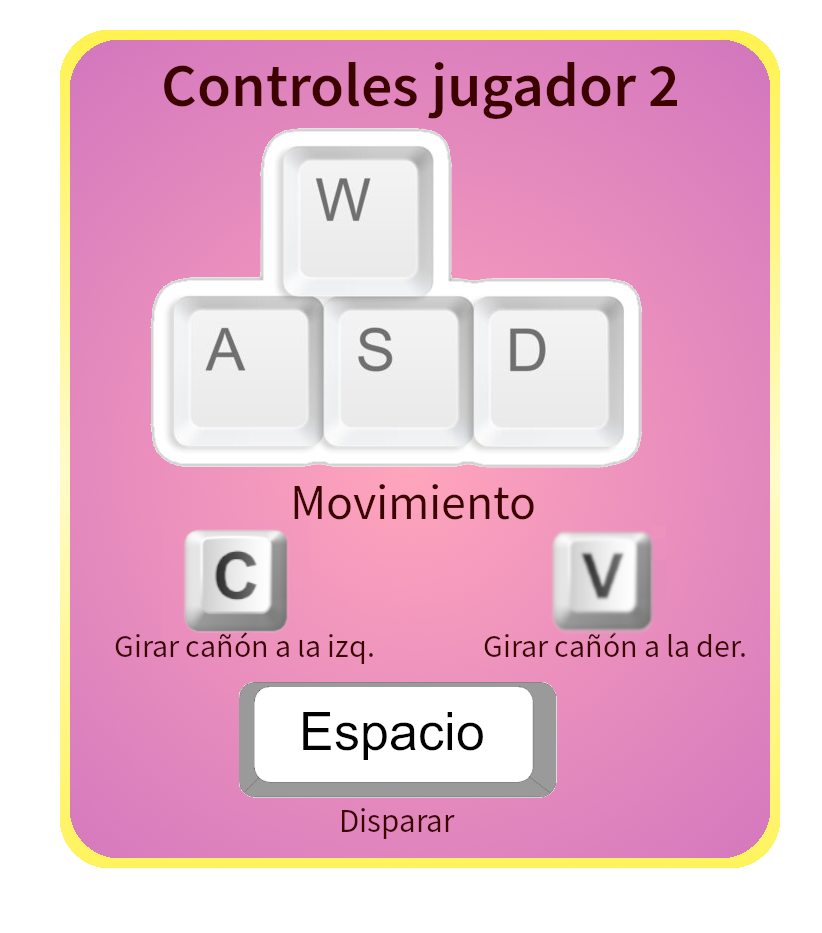 Controles jugador 2
W
A S D
Movimiento
C V
Girar cañón a la izq. Girar cañón a la der.
Espacio
Disparar